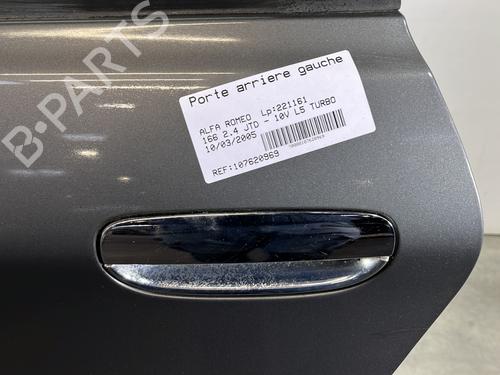 B-PARTS
Porte arriere gauche
ALFA ROMEO Lp:221161
166 2.4 JTD - 10V L5 TURBO
10/03/2005
REF:107620969